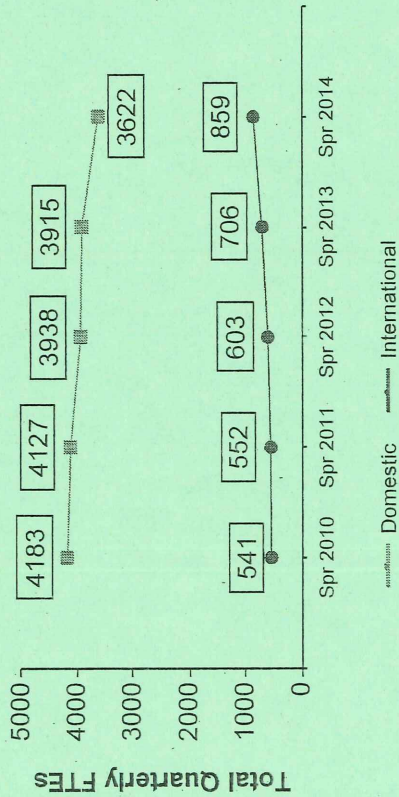 Total Quarterly FTEs
5000
4000
3000
2000
1000
0
4183
4127
3938
3915
3622
541
552
603
706
859
Spr 2010
Spr 2011
Spr 2012
Spr 2013
Spr 2014
Domestic
International